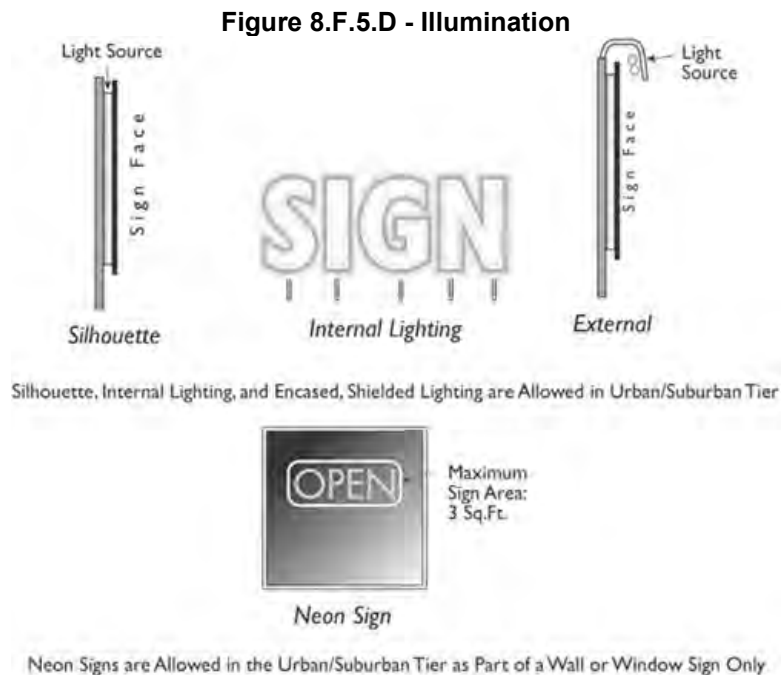 Figure 8.F.5.D - Illumination
Light Source
Sign Face
Silhouette
SIGN
Internal Lighting
Light
Source
Sign Face
External
Silhouette, Internal Lighting, and Encased, Shielded Lighting are Allowed in Urban/Suburban Tier
OPEN
Maximum
Sign Area:
3 Sq.Ft.
Neon Sign
Neon Signs are Allowed in the Urban/Suburban Tier as Part of a Wall or Window Sign Only